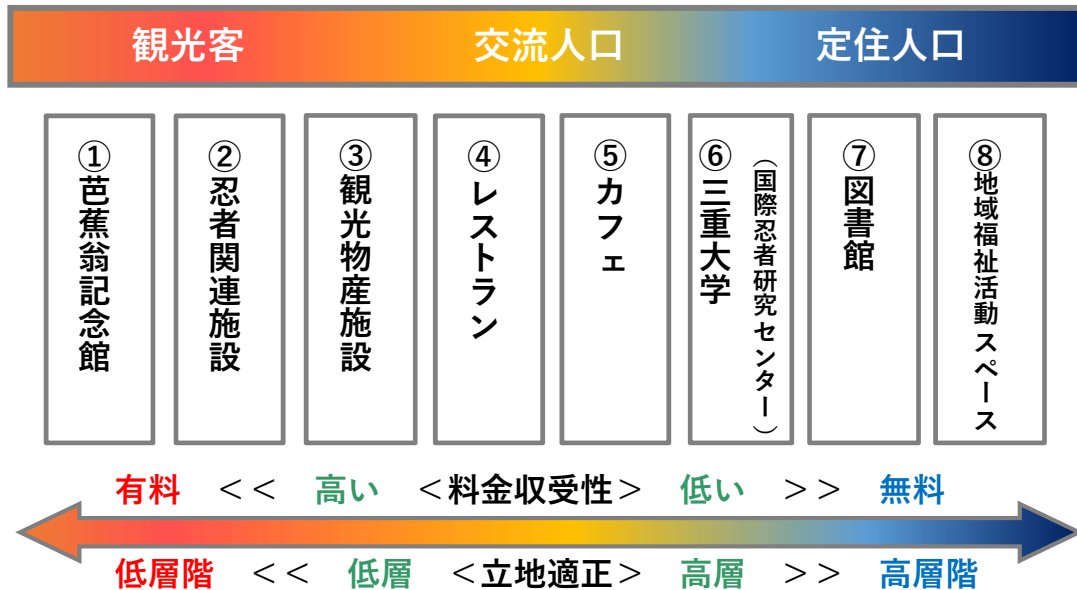 観光客 交流人口 定住人口
①芭蕉翁記念館
②忍者関連施設
③観光物産施設
④レストラン
⑤カフェ
⑥三重大学
（国際忍者研究センター）
⑦図書館
⑧地域福祉活動スペース
有料 ＜＜ 高い ＜料金収受性＞ 低い ＞＞ 無料
低層階 ＜＜ 低層 ＜立地適正＞ 高層 ＞＞ 高層階